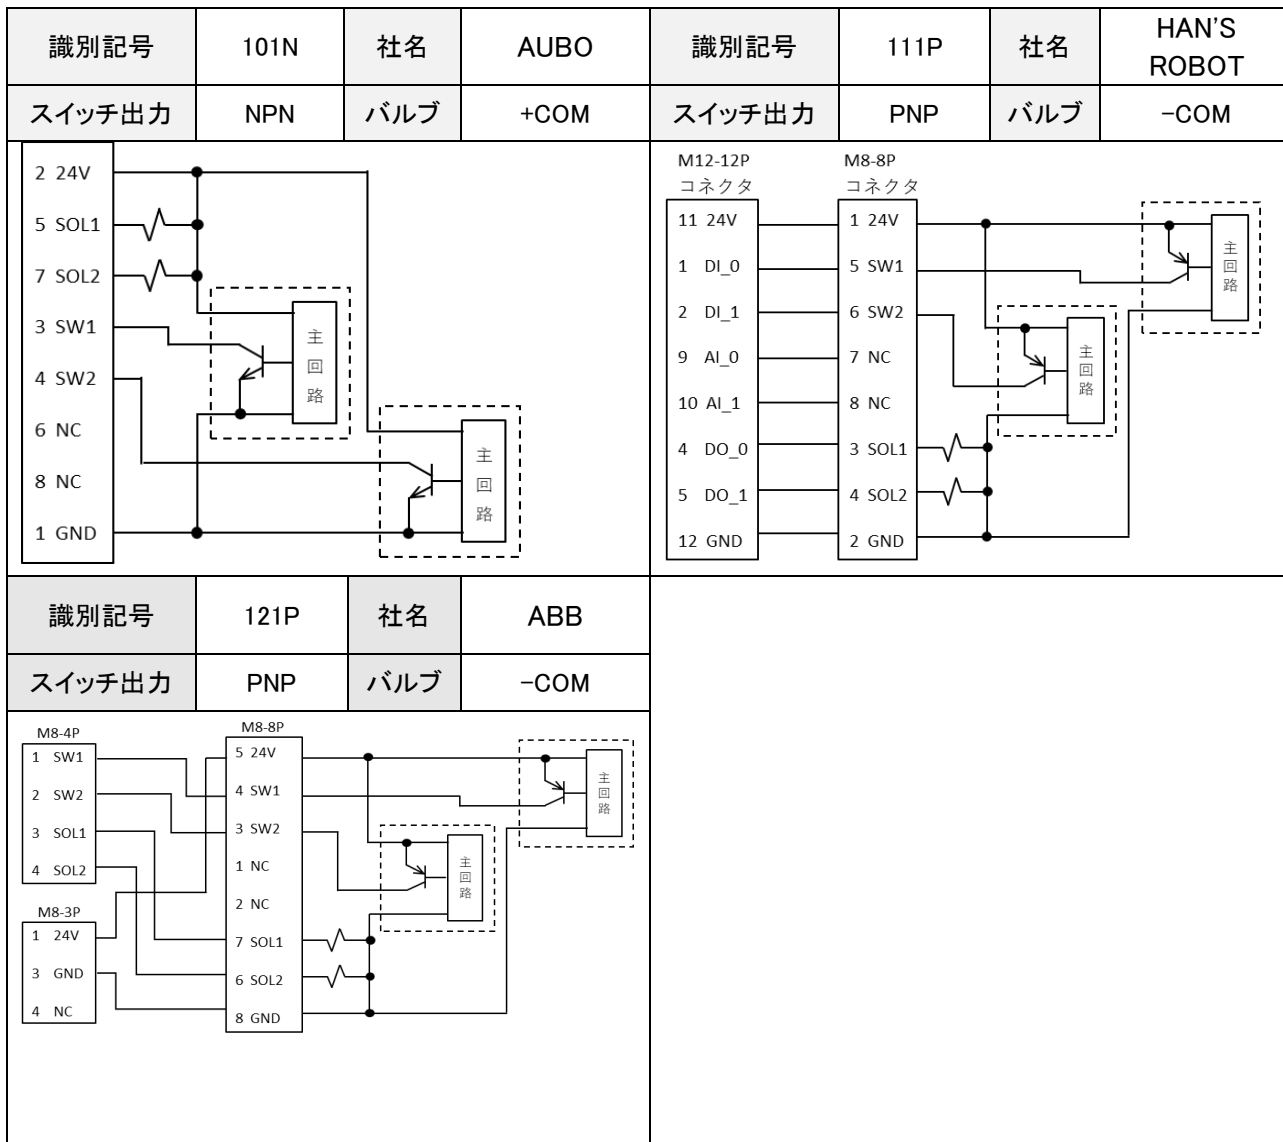 識別記号 101N 社名 AUBO
スイッチ出力 NPN バルブ +COM
2 24V
5 SOL1
7 SOL2
3 SW1
4 SW2
6 NC
8 NC
1 GND
主回路
主回路
識別記号 111P 社名 HAN'S
ROBOT
スイッチ出力 PNP バルブ -COM
M12-12P
コネクタ
11 24V
1 DI_0
2 DI_1
9 AI_0
10 AI_1
4 DO_0
5 DO_1
12 GND
M8-8P
コネクタ
1 24V
5 SW1
6 SW2
7 NC
8 NC
3 SOL1
4 SOL2
2 GND
主回路
主回路
識別記号 121P 社名 ABB
スイッチ出力 PNP バルブ -COM
M8-4P
1 SW1
2 SW2
3 SOL1
4 SOL2
M8-3P
1 24V
3 GND
4 NC
M8-8P
5 24V
4 SW1
3 SW2
1 NC
2 NC
7 SOL1
6 SOL2
8 GND
主回路
主回路